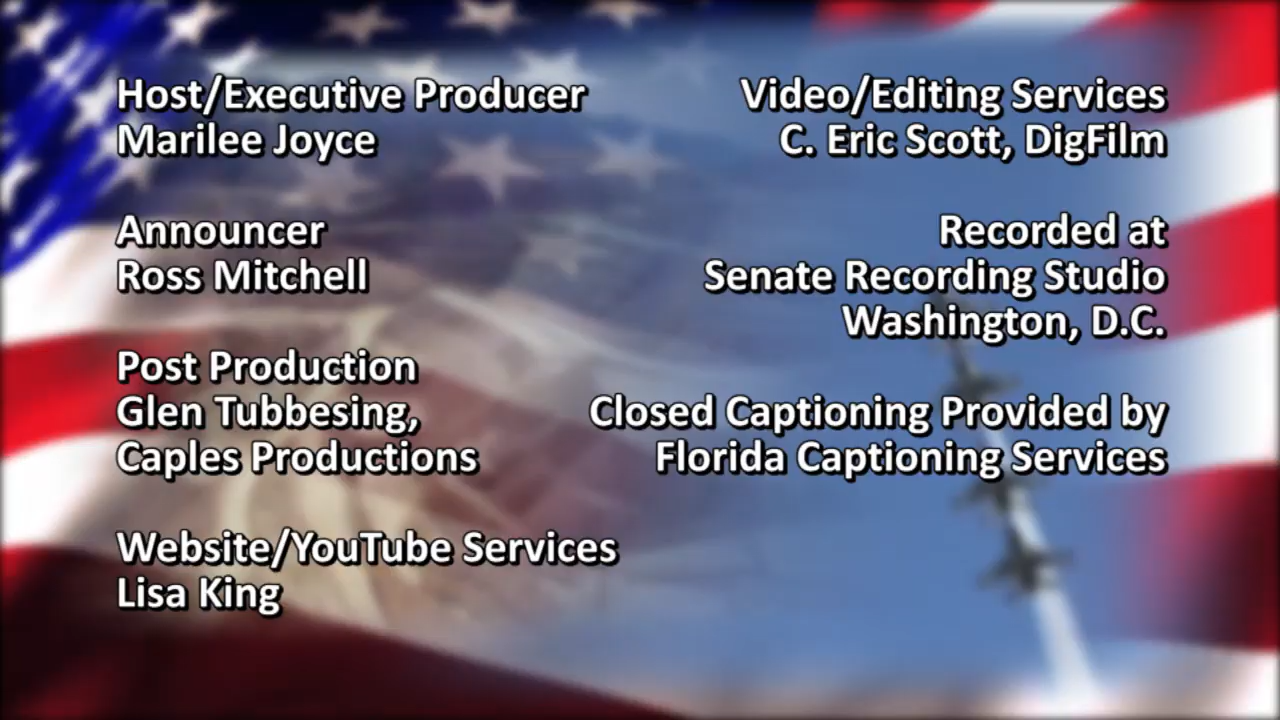 Host/Executive Producer
Marilee Joyce
Announcer
Ross Mitchell
Post Production
Glen Tubbesing,
Caples Productions
Website/YouTube Services
Lisa King
Video/Editing Services
C. Eric Scott, DigFilm
Recorded at
Senate Recording Studio
Washington, D.C.
Closed Captioning Provided by
Florida Captioning Services